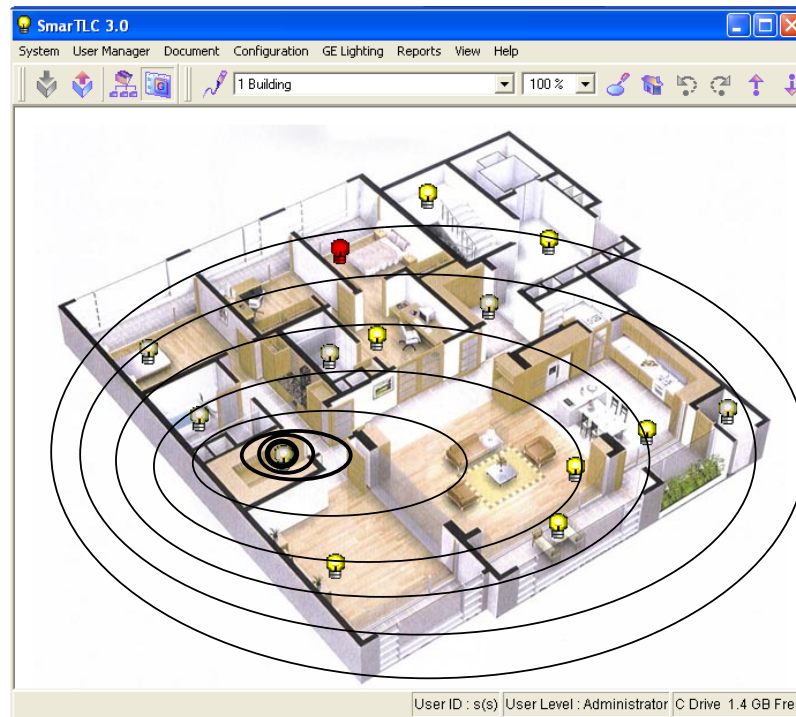 SmarTLC 3.0
System User Manager Document Configuration GE Lighting Reports View Help
1 Building 100 %
User ID : s(s) User Level : Administrator C Drive 1.4 GB Fre